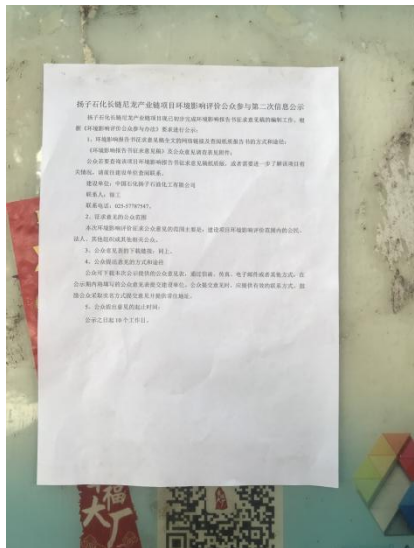 扬子石化长链尼龙产业链项目环境影响评价公众参与第二次信息公示
扬子石化长链尼龙产业链项目现已初步完成环境影响报告书征求意见稿的编制工作，根
据《环境影响评价公众参与办法》要求进行公示：
1、环境影响报告书征求意见稿全文的网络链接及查阅纸质报告书的方式和途径：
《环境影响报告书征求意见稿》及公众意见调查表见附件；
公众若要查阅该项目环境影响报告书征求意见稿纸质版，或者需要进一步了解该项目有
关情况，请前往建设单位查阅联系。
建设单位：中国石化扬子石油化工有限公司
联系人：徐工
联系电话：025-57787547。
2、征求意见的公众范围
本次环境影响评价征求公众意见的范围主要是：建设项目环境影响评价范围内的公民、
法人、其他组织或其他相关公众。
3、公众意见表的下载链接：同上。
4、公众提出意见的方式和途径
公众可下载本次公示提供的公众意见表，通过信函、传真、电子邮件或者其他方式，在
公示期内将填写的公众意见表提交建设单位。公众提交意见时，应提供有效的联系方式，鼓
励公众采取实名方式提交意见并提供常住地址。
5、公众提出意见的起止时间：
公示之日起10个工作日。
福
大厂